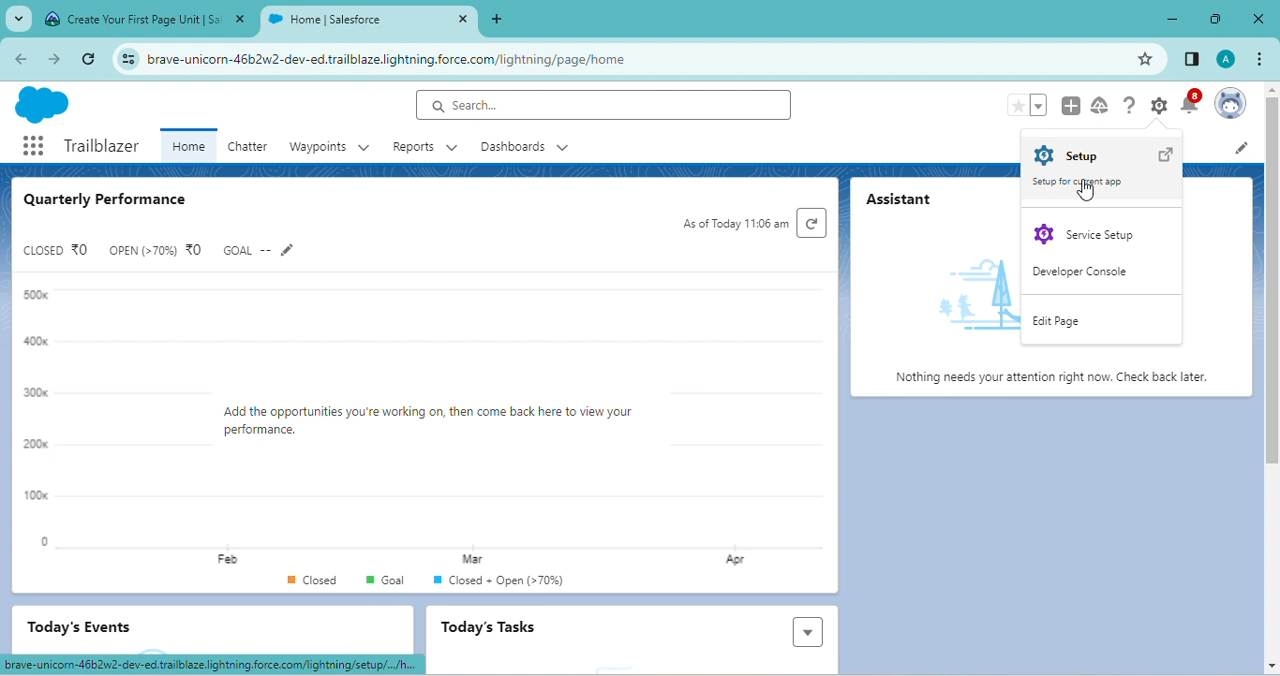 Create Your First Page Unit | Sa
Home | Salesforce
brave-unicorn-46b2w2-dev-ed.trailblaze.lightning.force.com/lightning/page/home
A
Search...
8
Trailblazer
Home
Chatter
Waypoints
Reports
Dashboards
Setup
Setup for current app
Service Setup
Developer Console
Edit Page
Quarterly Performance
As of Today 11:06 am
CLOSED ₹0 OPEN (>70%) ₹0 GOAL --
500K
400K
300K
200K
100K
0
Add the opportunities you're working on, then come back here to view your
performance.
Feb
Mar
Apr
Closed
Goal
Closed + Open (>70%)
Assistant
Nothing needs your attention right now. Check back later.
Today's Events
Today's Tasks
brave-unicorn-46b2w2-dev-ed.trailblaze.lightning.force.com/lightning/setup/.../h...